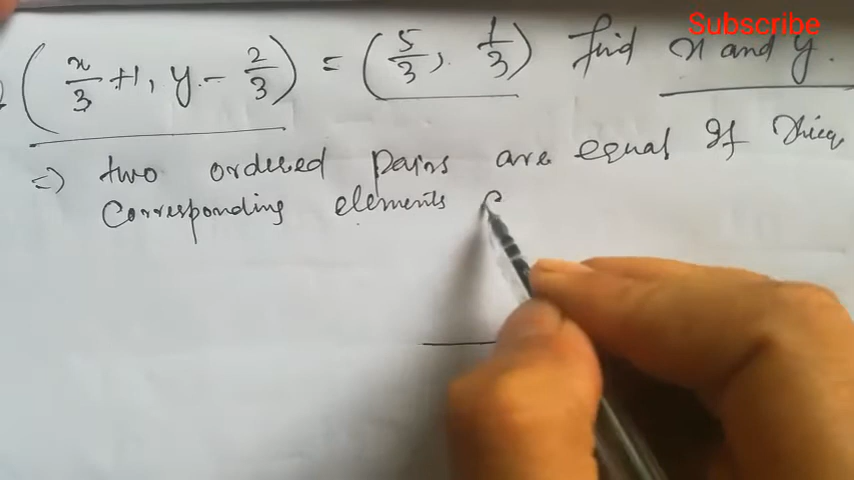 Subscribe
(x/3 + 1, y - 2/3) = (5/3, 1/3) find x and y.
=> two ordered pairs are equal If
Corresponding elements